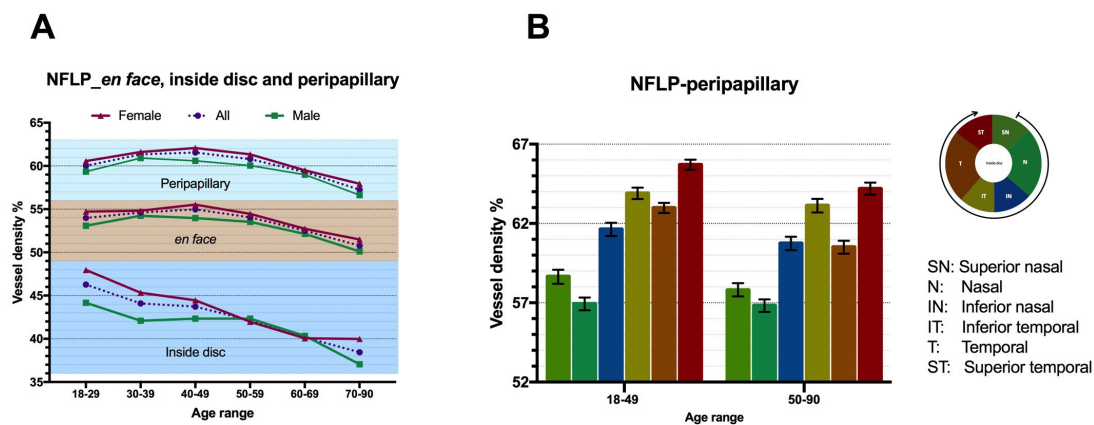 A
NFLP_en face, inside disc and peripapillary
Female All Male
65
60
55
50
45
40
35
Vessel density %
Peripapillary
en face
Inside disc
18-29 30-39 40-49 50-59 60-69 70-90
Age range
B
NFLP-peripapillary
67
62
57
52
Vessel density %
18-49 50-90
Age range
ST SN
T Inside disc N
IT IN
SN: Superior nasal
N: Nasal
IN: Inferior nasal
IT: Inferior temporal
T: Temporal
ST: Superior temporal